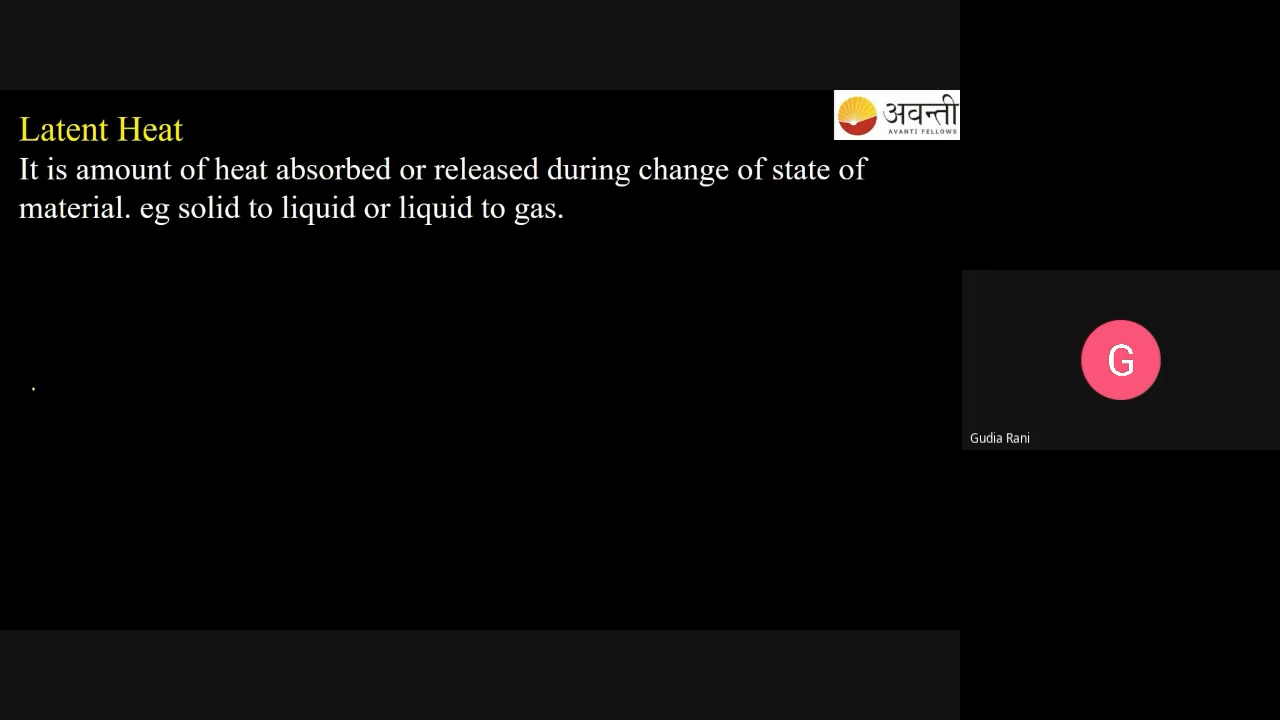 Latent Heat
It is amount of heat absorbed or released during change of state of
material. eg solid to liquid or liquid to gas.
अवन्ती
AVANTI FELLOWS
G
Gudia Rani